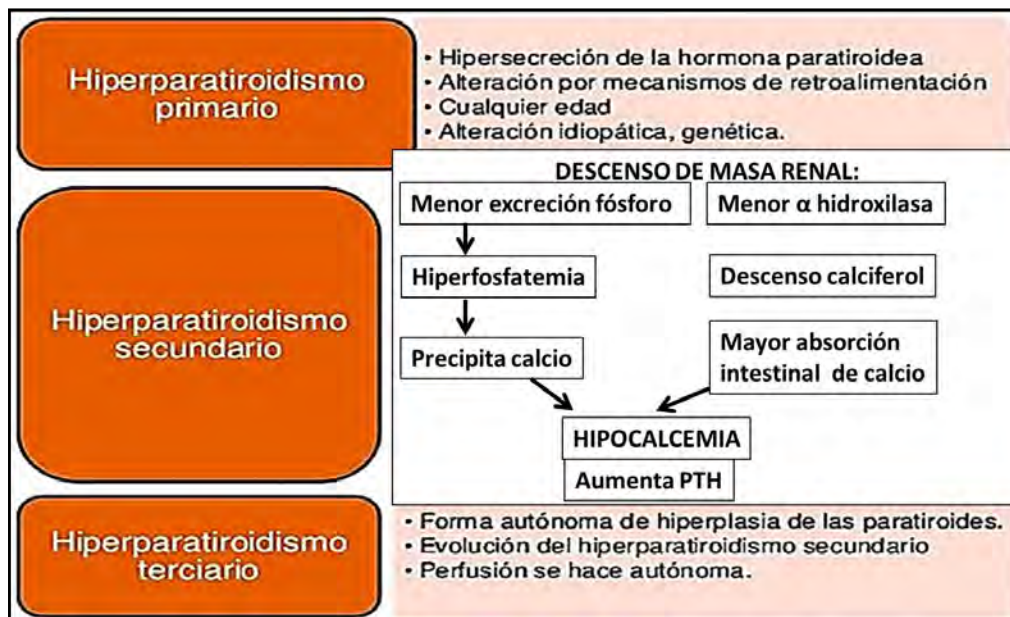 Hiperparatiroidismo
primario
• Hipersecreción de la hormona paratiroidea
• Alteración por mecanismos de retroalimentación
• Cualquier edad
• Alteración idiopática, genética.
Hiperparatiroidismo
secundario
DESCENSO DE MASA RENAL:
Menor excreción fósforo
Menor α hidroxilasa
Hiperfosfatemia
Descenso calciferol
Precipita calcio
Mayor absorción
intestinal de calcio
HIPOCALCEMIA
Aumenta PTH
Hiperparatiroidismo
terciario
• Forma autónoma de hiperplasia de las paratiroides.
• Evolución del hiperparatiroidismo secundario
• Perfusión se hace autónoma.